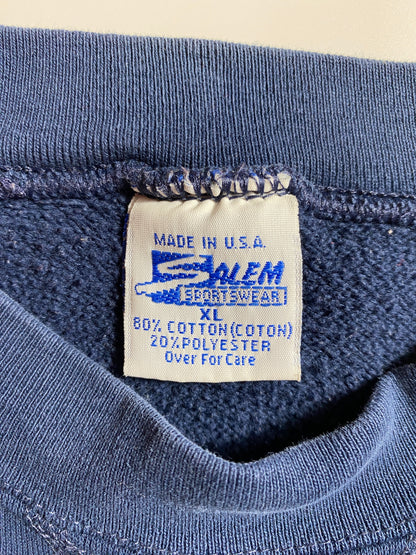 MADE IN U.S.A.
SALEM
SPORTSWEAR
XL
80% COTTON(COTON)
20%POLYESTER
Over For Care